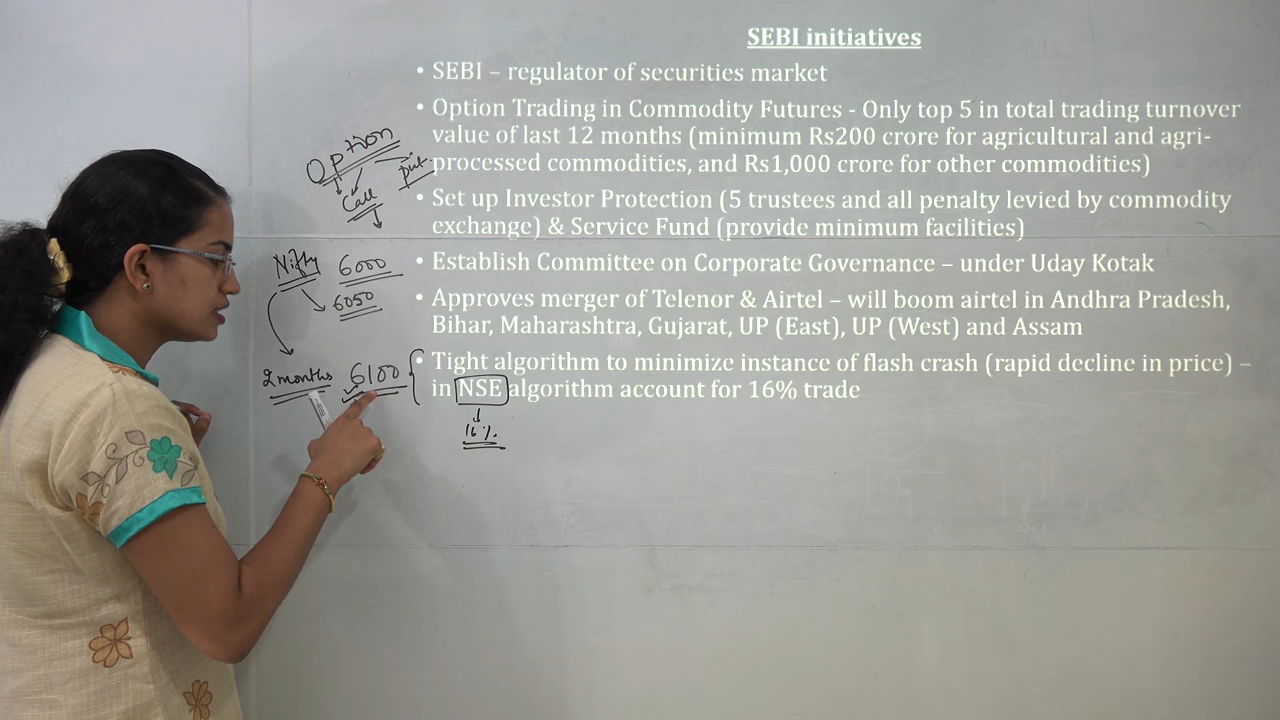 SEBI initiatives
• SEBI – regulator of securities market
• Option Trading in Commodity Futures - Only top 5 in total trading turnover
value of last 12 months (minimum Rs200 crore for agricultural and agri-
processed commodities, and Rs1,000 crore for other commodities)
• Set up Investor Protection (5 trustees and all penalty levied by commodity
exchange) & Service Fund (provide minimum facilities)
• Establish Committee on Corporate Governance – under Uday Kotak
• Approves merger of Telenor & Airtel – will boom airtel in Andhra Pradesh,
Bihar, Maharashtra, Gujarat, UP (East), UP (West) and Assam
• Tight algorithm to minimize instance of flash crash (rapid decline in price) –
in NSE algorithm account for 16% trade
Option
put
Call
Nifty 6000
6050
2 months 6100
16%